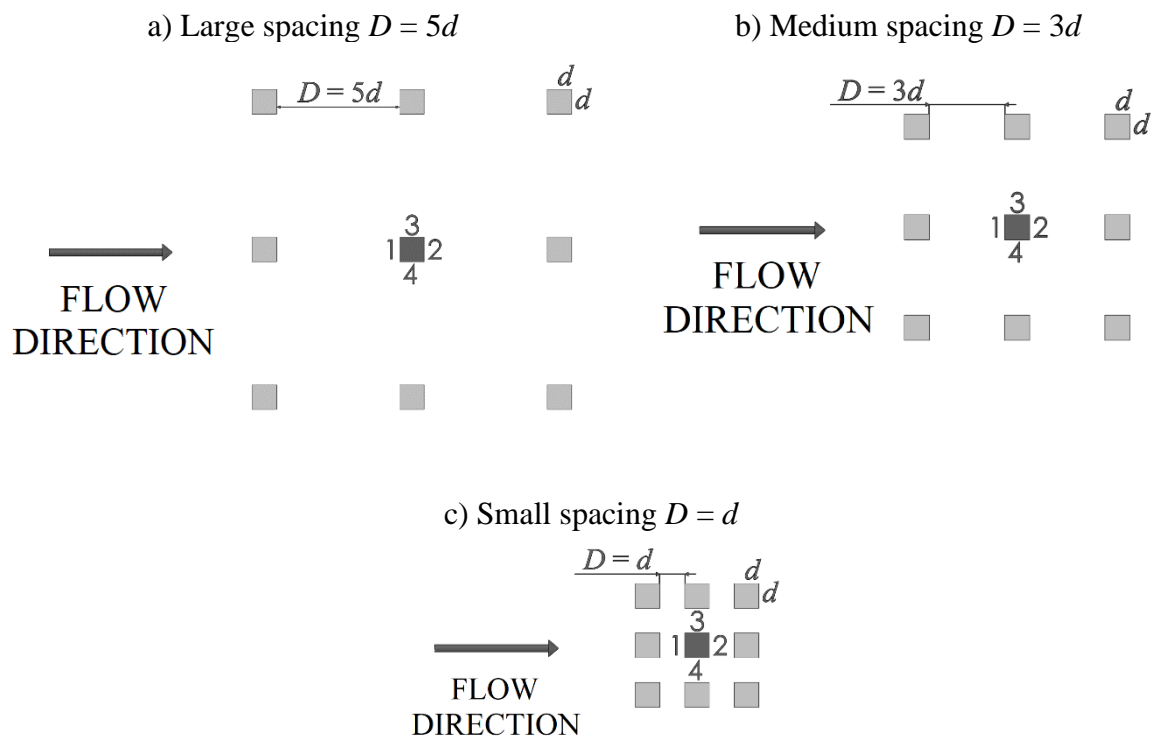 a) Large spacing D = 5d
b) Medium spacing D = 3d
D = 5d
d
d
3
1
2
4
FLOW
DIRECTION
D = 3d
d
d
3
1
2
4
FLOW
DIRECTION
c) Small spacing D = d
D = d
d
d
3
1
2
4
FLOW
DIRECTION